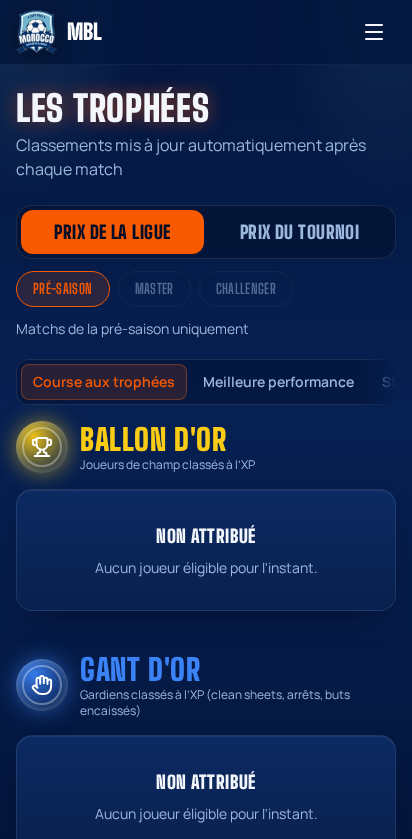 MOROCCO
MBL
LES TROPHÉES
Classements mis à jour automatiquement après
chaque match
PRIX DE LA LIGUE
PRIX DU TOURNOI
PRÉ-SAISON
MASTER
CHALLENGER
Matchs de la pré-saison uniquement
Course aux trophées
Meilleure performance
BALLON D'OR
Joueurs de champ classés à l'XP
NON ATTRIBUÉ
Aucun joueur éligible pour l'instant.
GANT D'OR
Gardiens classés à l'XP (clean sheets, arrêts, buts
encaissés)
NON ATTRIBUÉ
Aucun joueur éligible pour l'instant.